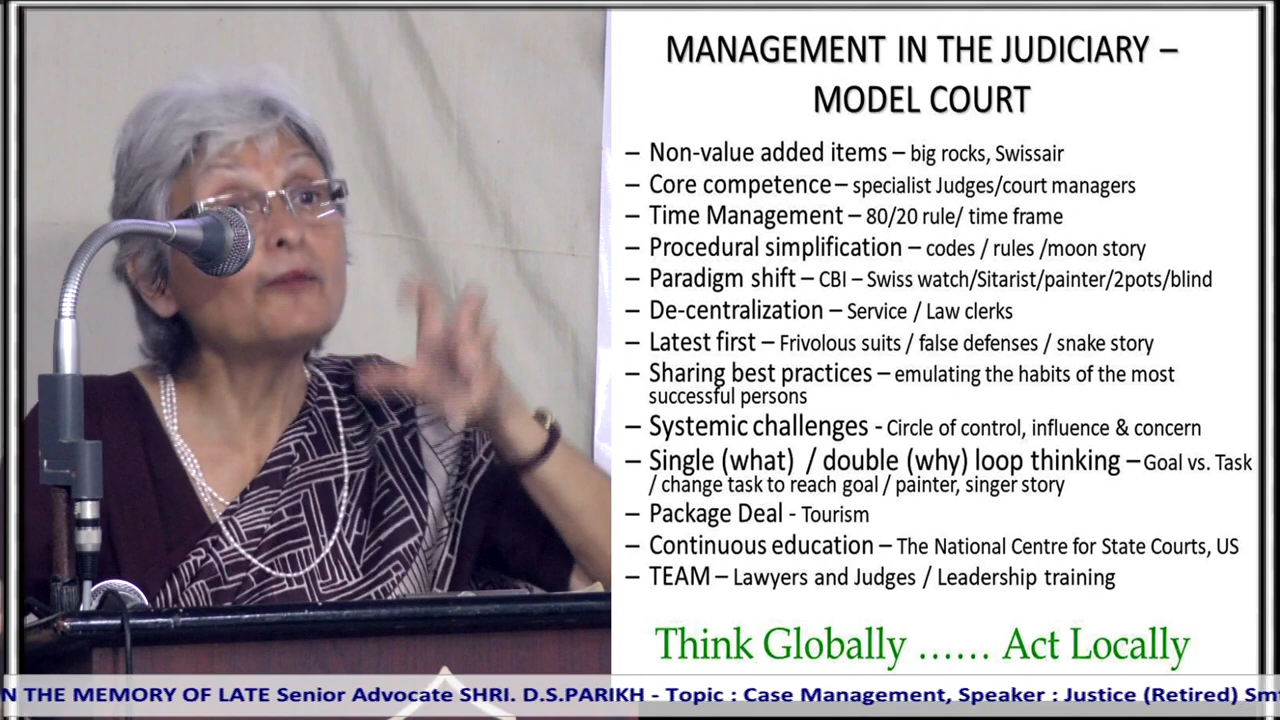 MANAGEMENT IN THE JUDICIARY –
MODEL COURT
– Non-value added items – big rocks, Swissair
– Core competence – specialist Judges/court managers
– Time Management – 80/20 rule/ time frame
– Procedural simplification – codes / rules /moon story
– Paradigm shift – CBI – Swiss watch/Sitarist/painter/2pots/blind
– De-centralization – Service / Law clerks
– Latest first – Frivolous suits / false defenses / snake story
– Sharing best practices – emulating the habits of the most
successful persons
– Systemic challenges - Circle of control, influence & concern
– Single (what) / double (why) loop thinking – Goal vs. Task
/ change task to reach goal / painter, singer story
– Package Deal - Tourism
– Continuous education – The National Centre for State Courts, US
– TEAM – Lawyers and Judges / Leadership training
Think Globally …… Act Locally
N THE MEMORY OF LATE Senior Advocate SHRI. D.S.PARIKH - Topic : Case Management, Speaker : Justice (Retired) Sm